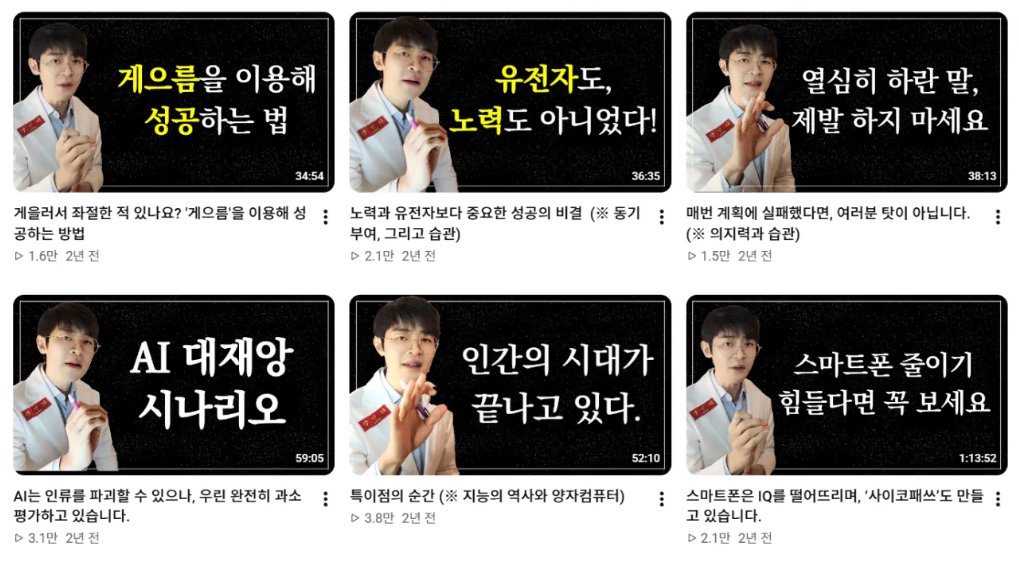 게으름을 이용해
성공하는 법
34:54
유전자도,
노력도 아니었다!
36:35
열심히 하란 말,
제발 하지 마세요
38:13
게을러서 좌절한 적 있나요? '게으름'을 이용해 성
공하는 방법
1.6만 2년 전
노력과 유전자보다 중요한 성공의 비결 (※ 동기
부여, 그리고 습관)
2.1만 2년 전
매번 계획에 실패했다면, 여러분 탓이 아닙니다.
(※ 의지력과 습관)
1.5만 2년 전
AI 대재앙
시나리오
59:05
인간의 시대가
끝나고 있다.
52:10
스마트폰 줄이기
힘들다면 꼭 보세요
1:13:52
AI는 인류를 파괴할 수 있으나, 우린 완전히 과소
평가하고 있습니다.
3.1만 2년 전
특이점의 순간 (※ 지능의 역사와 양자컴퓨터)
3.8만 2년 전
스마트폰은 IQ를 떨어뜨리며, ‘사이코패쓰’도 만들
고 있습니다.
2.1만 2년 전